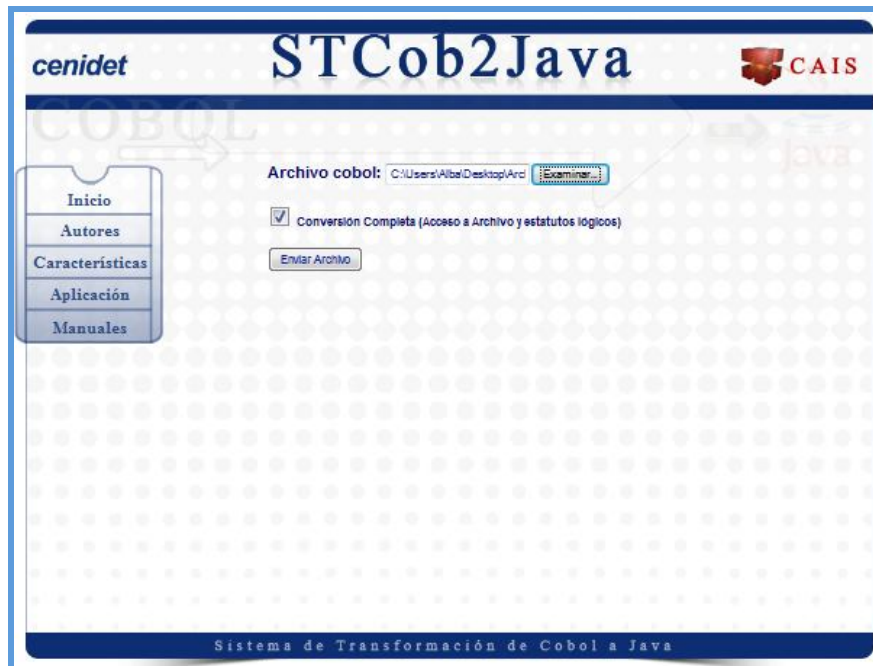 cenidet
STCob2Java
CAIS
COBOL
Java
Archivo cobol: C:\Users\Alba\Desktop\Arc Examinar...
Conversión Completa (Acceso a Archivo y estatutos lógicos)
Enviar Archivo
Inicio
Autores
Características
Aplicación
Manuales
Sistema de Transformación de Cobol a Java